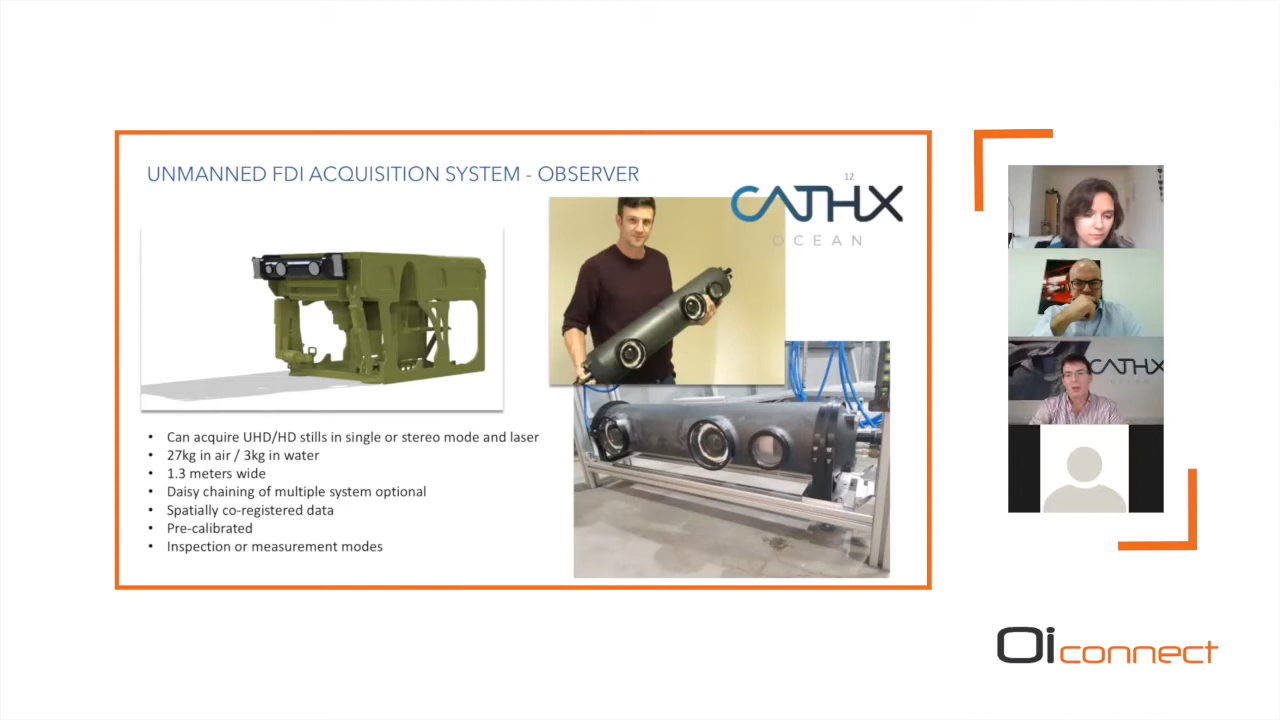 UNMANNED FDI ACQUISITION SYSTEM - OBSERVER
12
CATHX
OCEAN
• Can acquire UHD/HD stills in single or stereo mode and laser
• 27kg in air / 3kg in water
• 1.3 meters wide
• Daisy chaining of multiple system optional
• Spatially co-registered data
• Pre-calibrated
• Inspection or measurement modes
CATHX
OCEAN
Oi connect